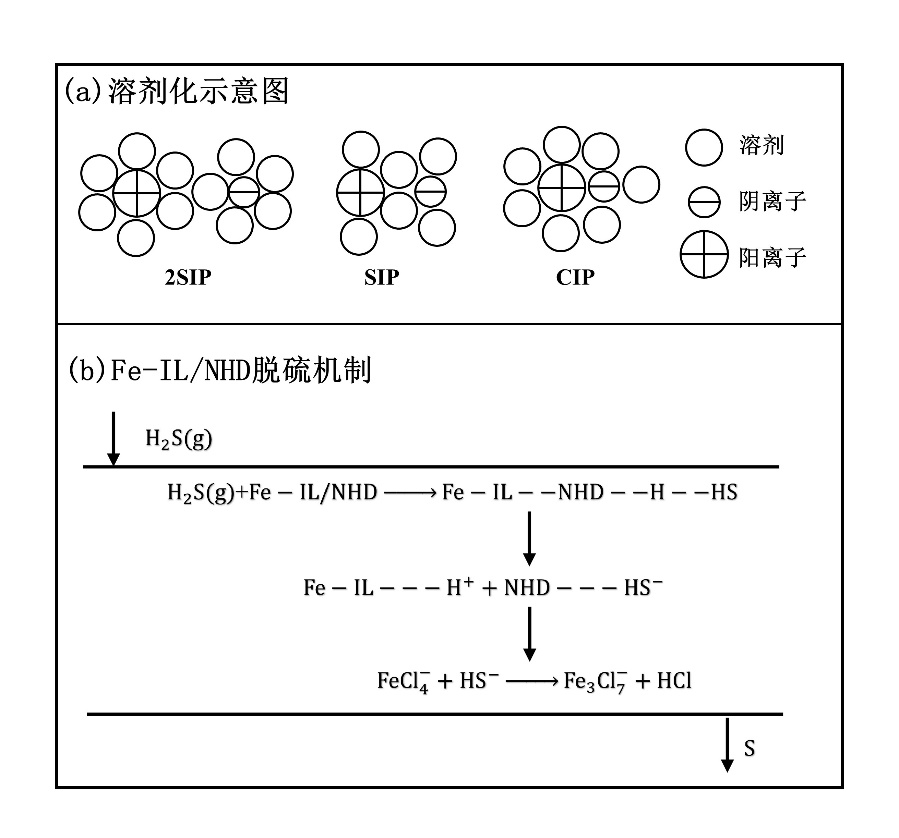 (a)溶剂化示意图
溶剂
阴离子
阳离子
2SIP SIP CIP
(b)Fe-IL/NHD脱硫机制
H₂S(g)
H₂S(g)+Fe − IL/NHD ⟶ Fe − IL − −NHD − −H − −HS
Fe − IL − − − H⁺ + NHD − − − HS⁻
FeCl₄⁻ + HS⁻ ⟶ Fe₃Cl₇⁻ + HCl
S